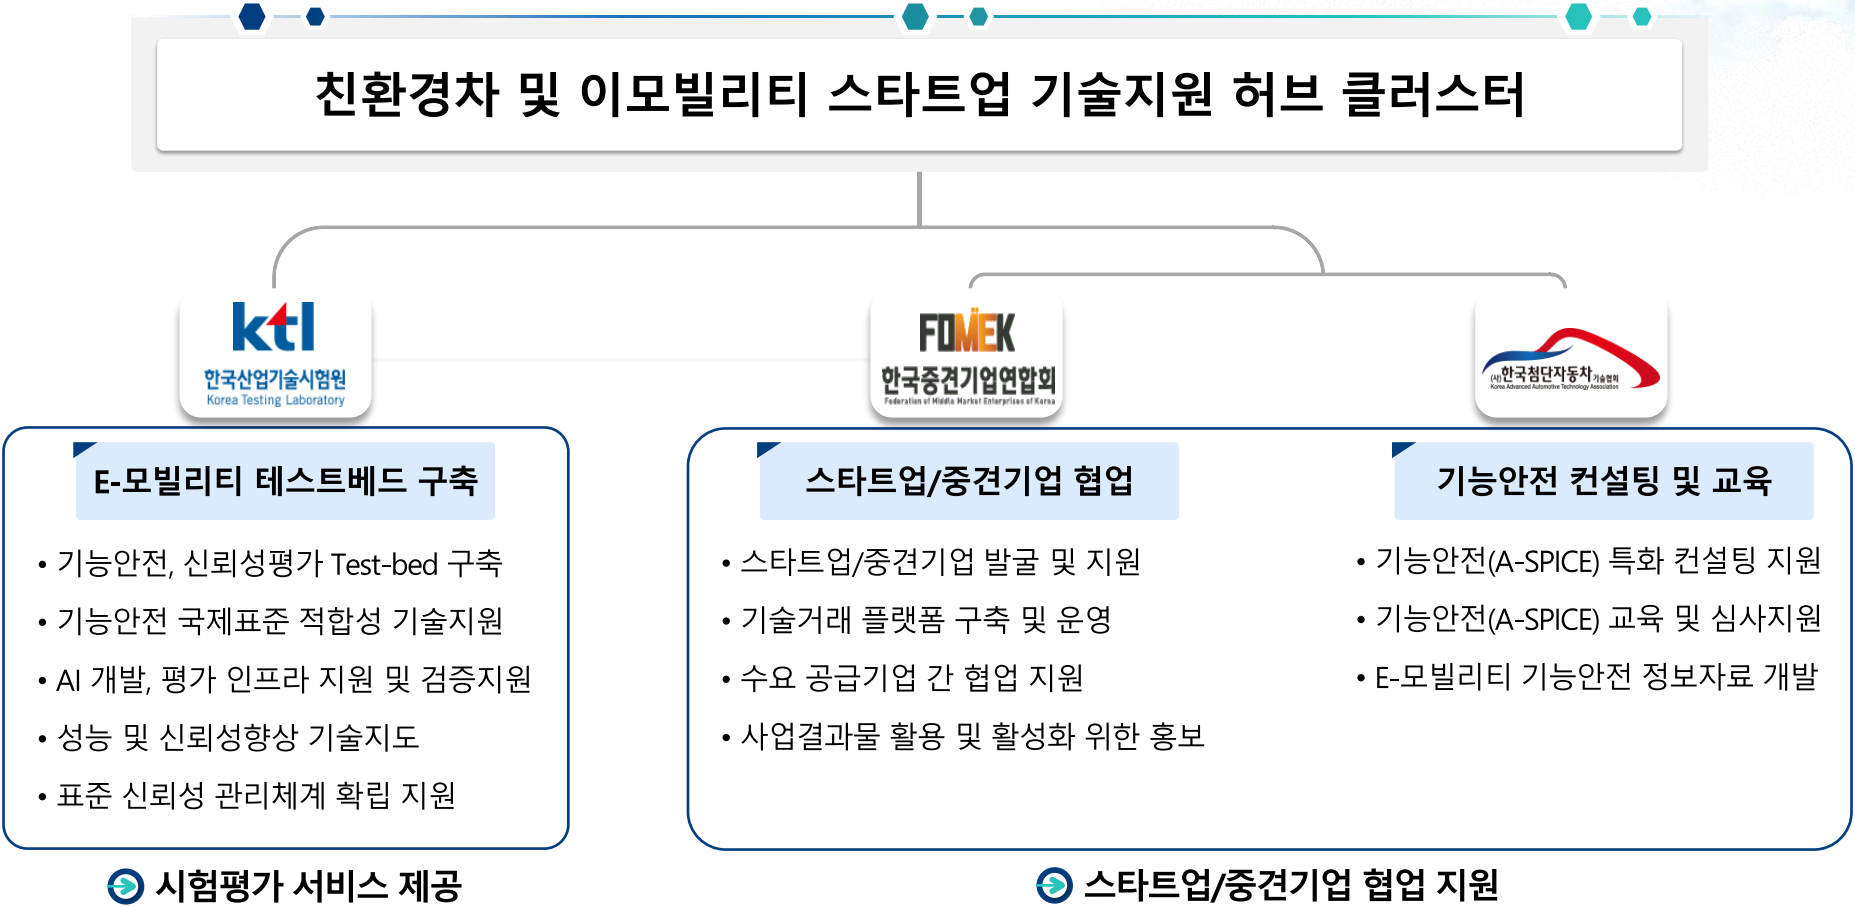 친환경차 및 이모빌리티 스타트업 기술지원 허브 클러스터
ktl
한국산업기술시험원
Korea Testing Laboratory
E-모빌리티 테스트베드 구축
• 기능안전, 신뢰성평가 Test-bed 구축
• 기능안전 국제표준 적합성 기술지원
• AI 개발, 평가 인프라 지원 및 검증지원
• 성능 및 신뢰성향상 기술지도
• 표준 신뢰성 관리체계 확립 지원
시험평가 서비스 제공
FOMEK
한국중견기업연합회
Federation of Middle Market Enterprises of Korea
스타트업/중견기업 협업
• 스타트업/중견기업 발굴 및 지원
• 기술거래 플랫폼 구축 및 운영
• 수요 공급기업 간 협업 지원
• 사업결과물 활용 및 활성화 위한 홍보
(사)한국첨단자동차기술협회
Korea Advanced Automotive Technology Association
기능안전 컨설팅 및 교육
• 기능안전(A-SPICE) 특화 컨설팅 지원
• 기능안전(A-SPICE) 교육 및 심사지원
• E-모빌리티 기능안전 정보자료 개발
스타트업/중견기업 협업 지원